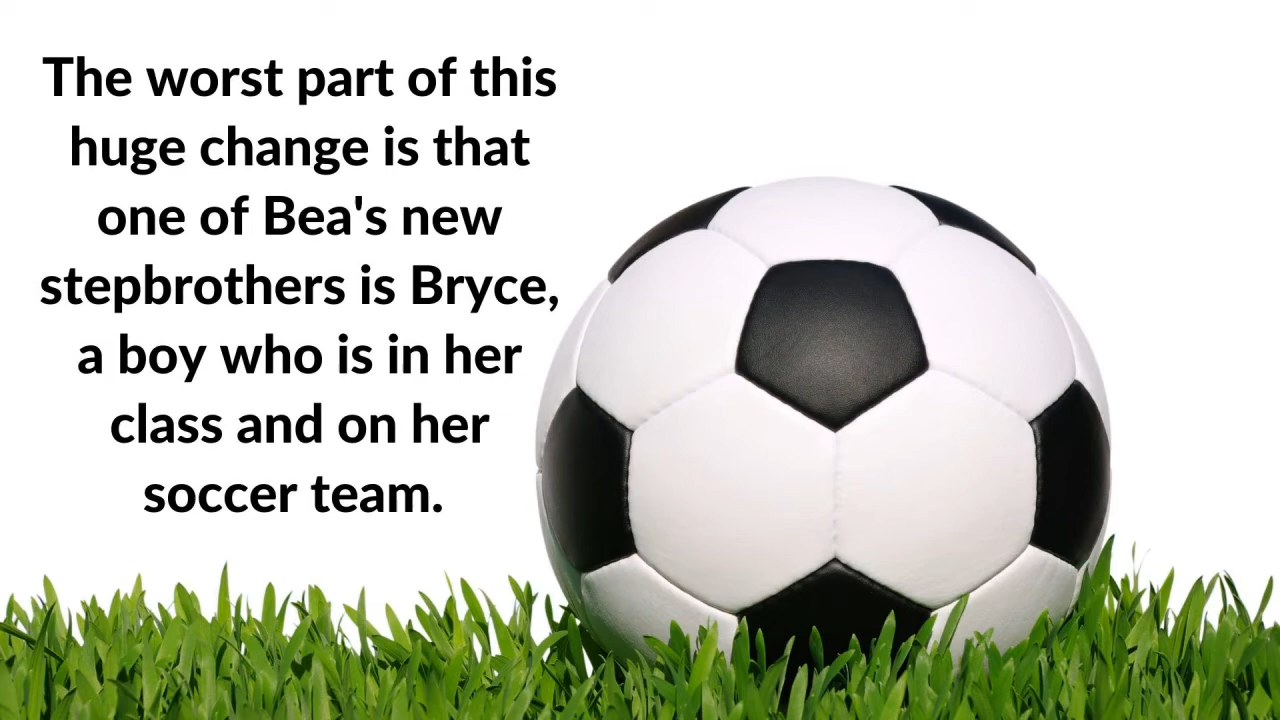 The worst part of this
huge change is that
one of Bea's new
stepbrothers is Bryce,
a boy who is in her
class and on her
soccer team.